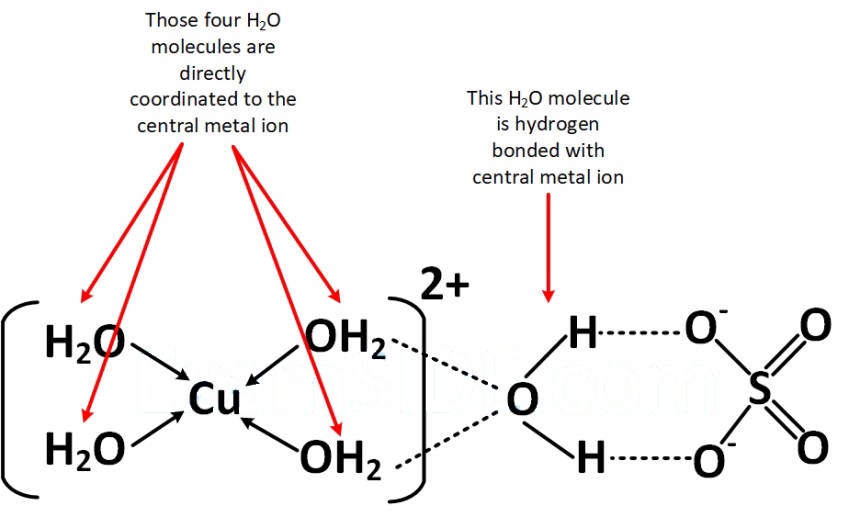 Those four H₂O
molecules are
directly
coordinated to the
central metal ion
This H₂O molecule
is hydrogen
bonded with
central metal ion
2+
H₂O
OH₂
Cu
H₂O
OH₂
H
O
H
O⁻
O
S
O⁻
O